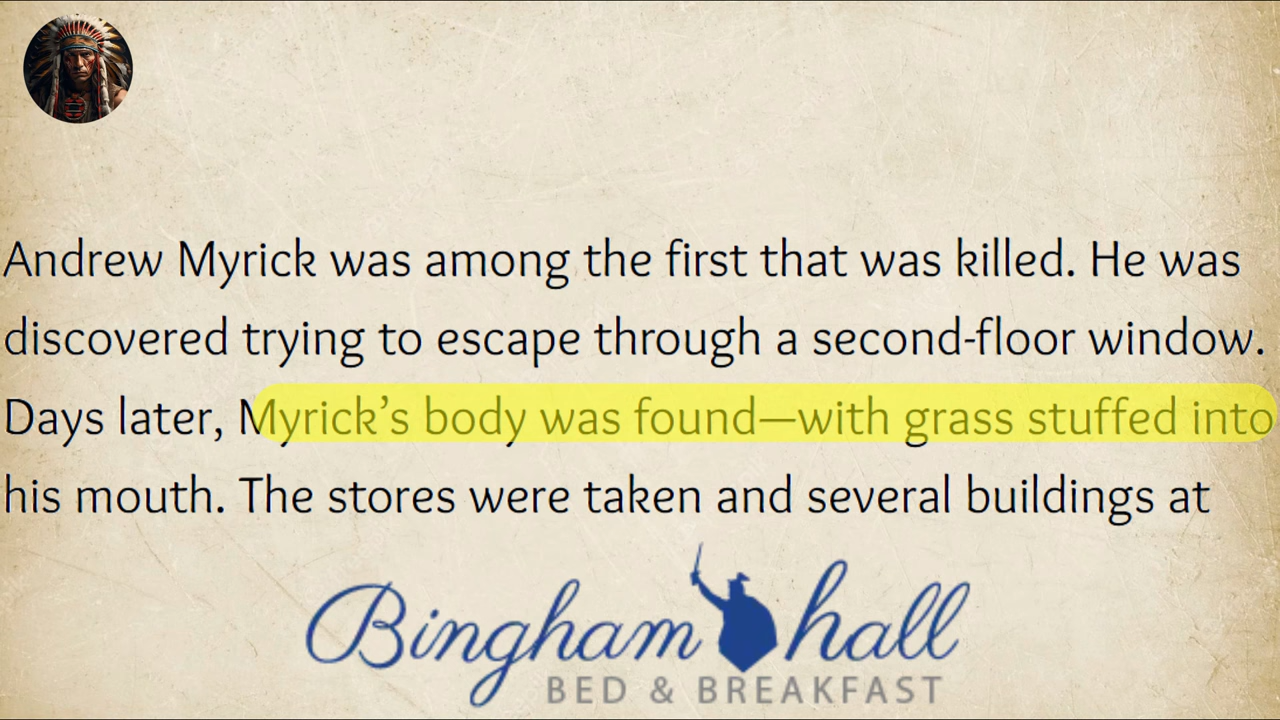 Andrew Myrick was among the first that was killed. He was
discovered trying to escape through a second-floor window.
Days later, Myrick’s body was found—with grass stuffed into
his mouth. The stores were taken and several buildings at
Bingham hall
BED & BREAKFAST